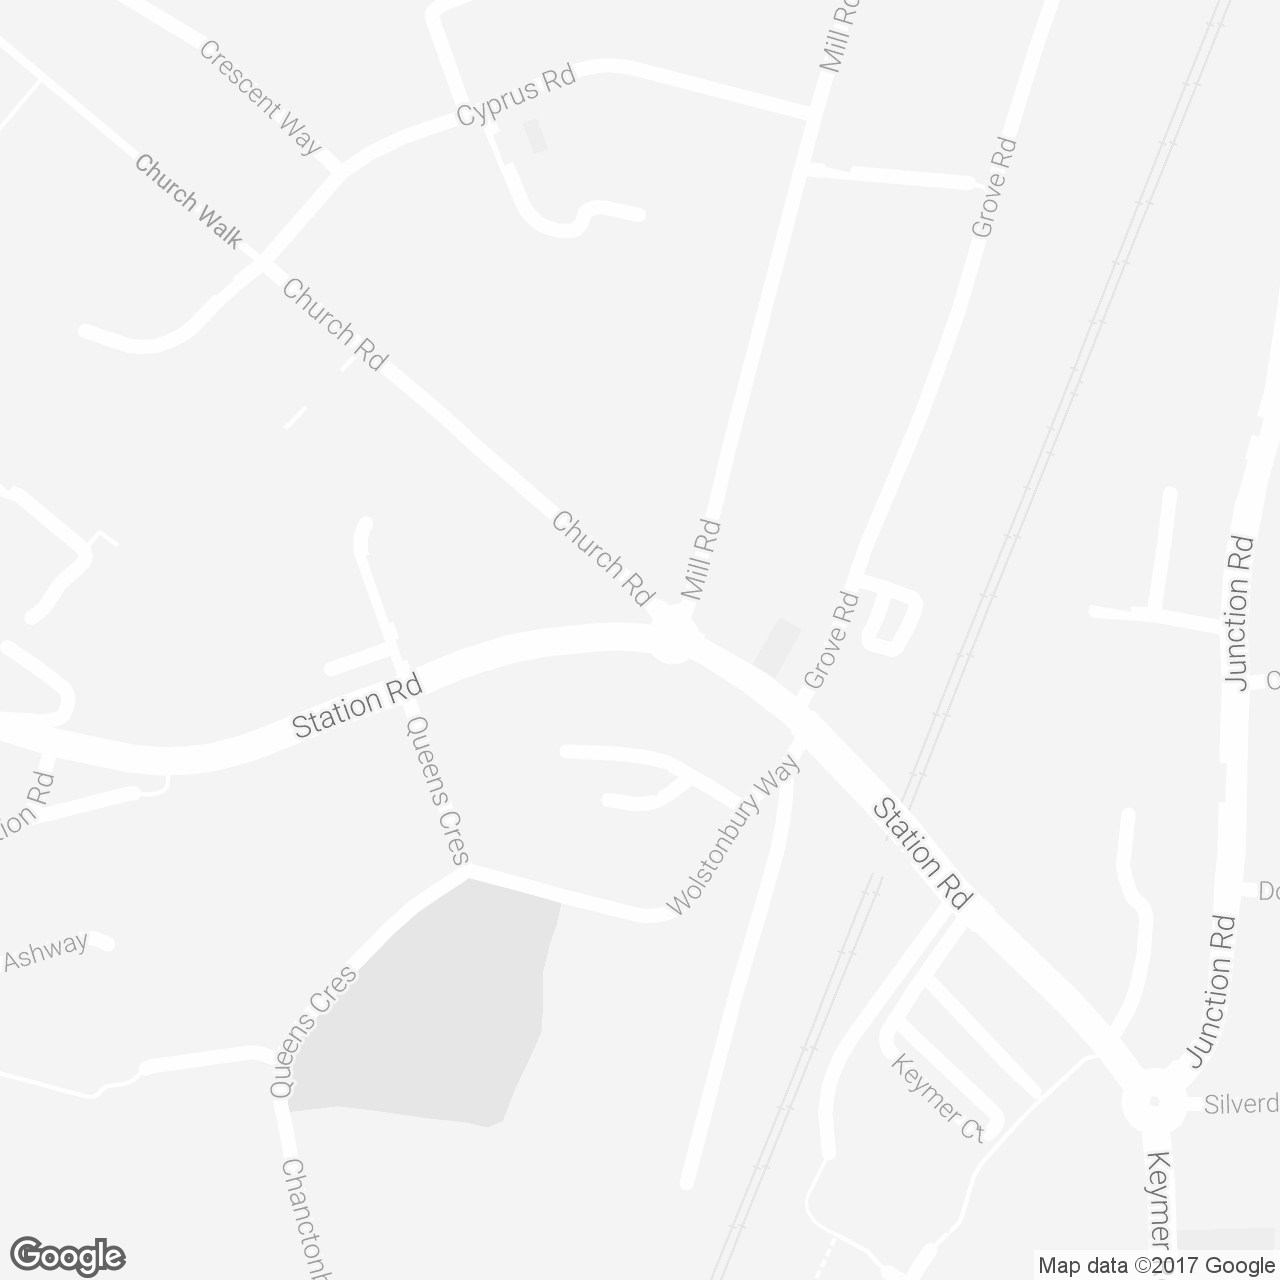 Mill Rd
Crescent Way
Cyprus Rd
Church Walk
Grove Rd
Church Rd
Church Rd
Mill Rd
Junction Rd
Grove Rd
Station Rd
Queens Cres
Wolstonbury Way
Station Rd
Ashway
Junction Rd
Queens Cres
Keymer Ct
Silverd
Keymer
Chanctonb
Google
Map data ©2017 Google